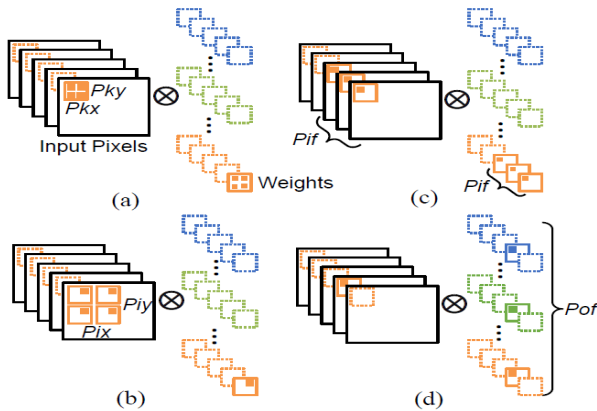 Pky
Pkx
Input Pixels
Weights
(a)
Pif
Pif
(c)
Piy
Pix
(b)
Pof
(d)